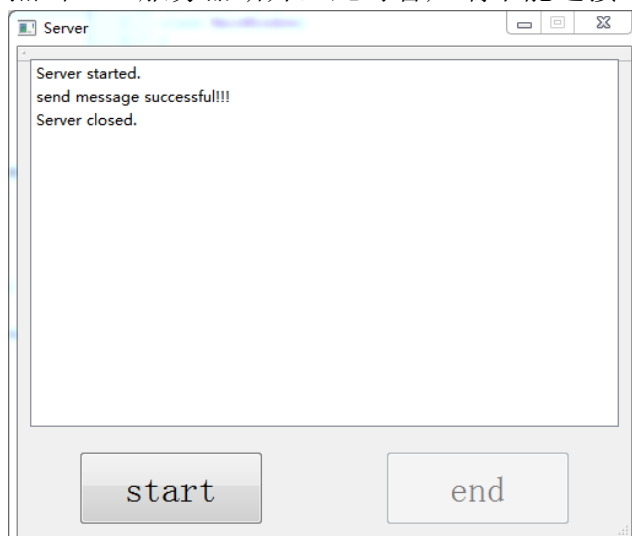 Server
Server started.
send message successful!!!
Server closed.
start
end